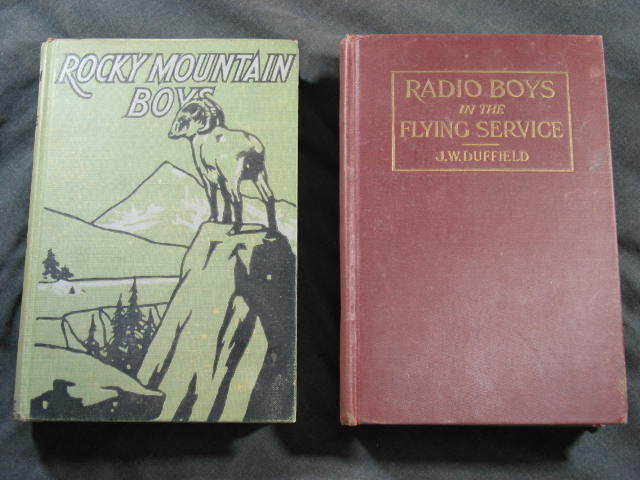 ROCKY MOUNTAIN
BOYS
RADIO BOYS
IN THE
FLYING SERVICE
J.W. DUFFIELD